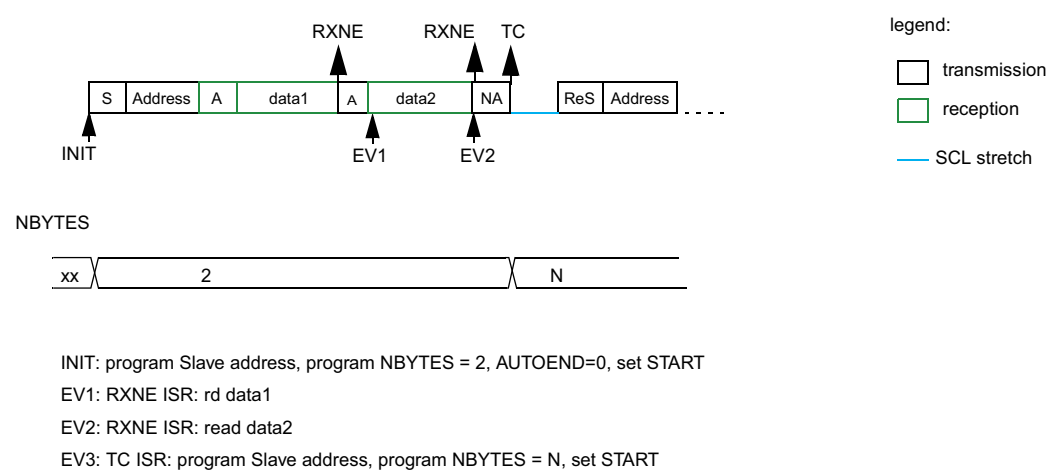 RXNE RXNE TC
legend:
S Address A data1 A data2 NA ReS Address
transmission
reception
INIT EV1 EV2
SCL stretch
NBYTES
xx 2 N
INIT: program Slave address, program NBYTES = 2, AUTOEND=0, set START
EV1: RXNE ISR: rd data1
EV2: RXNE ISR: read data2
EV3: TC ISR: program Slave address, program NBYTES = N, set START